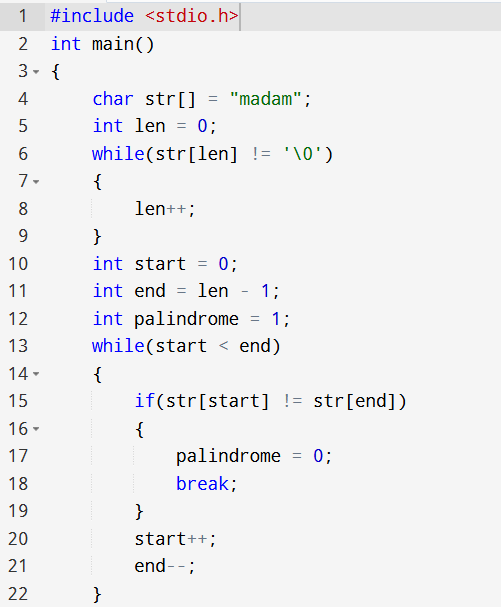 1 #include <stdio.h>
2 int main()
3 {
4     char str[] = "madam";
5     int len = 0;
6     while(str[len] != '\0')
7     {
8         len++;
9     }
10     int start = 0;
11     int end = len - 1;
12     int palindrome = 1;
13     while(start < end)
14     {
15         if(str[start] != str[end])
16         {
17             palindrome = 0;
18             break;
19         }
20         start++;
21         end--;
22     }